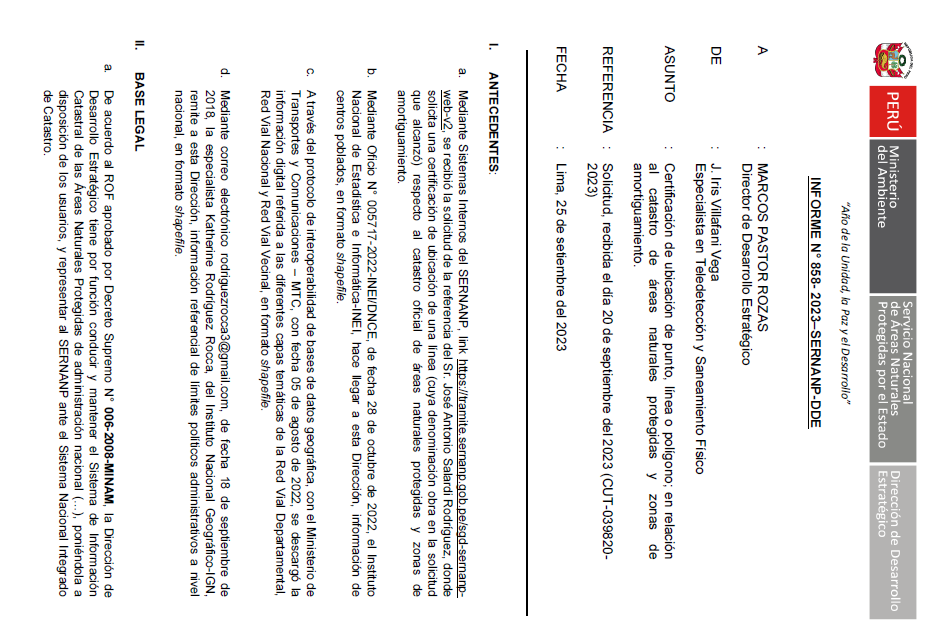 PERÚ
Ministerio
del Ambiente
Servicio Nacional
de Áreas Naturales
Protegidas por el Estado
Dirección de Desarrollo
Estratégico
"Año de la Unidad, la Paz y el Desarrollo"
INFORME N° 858- 2023–SERNANP-DDE
A : MARCOS PASTOR ROZAS
Director de Desarrollo Estratégico
DE : J. Iris Villafani Vega
Especialista en Teledetección y Saneamiento Físico
ASUNTO : Certificación de ubicación de punto, línea o polígono; en relación
al catastro de áreas naturales protegidas y zonas de
amortiguamiento.
REFERENCIA : Solicitud, recibida el día 20 de septiembre del 2023 (CUT-039820-
2023)
FECHA : Lima, 25 de setiembre del 2023
I. ANTECEDENTES:
a. Mediante Sistemas Internos del SERNANP, link https://tramite.sernanp.gob.pe/sgd-sernanp-
web-v2, se recibió la solicitud de la referencia del Sr. José Antonio Salardi Rodríguez, donde
solicita una certificación de ubicación de una línea (cuya denominación obra en la solicitud
que alcanzó) respecto al catastro oficial de áreas naturales protegidas y zonas de
amortiguamiento.
b. Mediante Oficio N° 005717-2022-INEI/DNCE, de fecha 28 de octubre de 2022, el Instituto
Nacional de Estadística e Informática-INEI, hace llegar a esta Dirección, información de
centros poblados, en formato shapefile.
c. A través del protocolo de interoperabilidad de bases de datos geográfica, con el Ministerio de
Transportes y Comunicaciones – MTC, con fecha 05 de agosto de 2022, se descargó la
información digital referida a las diferentes capas temáticas de la Red Vial Departamental,
Red Vial Nacional y Red Vial Vecinal, en formato shapefile.
d. Mediante correo electrónico rodriguezrocca3@gmail.com, de fecha 18 de septiembre de
2018, la especialista Katherine Rodríguez Rocca, del Instituto Nacional Geográfico-IGN,
remite a esta Dirección, información referencial de limites políticos administrativos a nivel
nacional, en formato shapefile.
II. BASE LEGAL
a. De acuerdo al ROF aprobado por Decreto Supremo N° 006-2008-MINAM, la Dirección de
Desarrollo Estratégico tiene por función conducir y mantener el Sistema de Información
Catastral de las Áreas Naturales Protegidas de administración nacional (…), poniéndola a
disposición de los usuarios, y representar al SERNANP ante el Sistema Nacional Integrado
de Catastro.